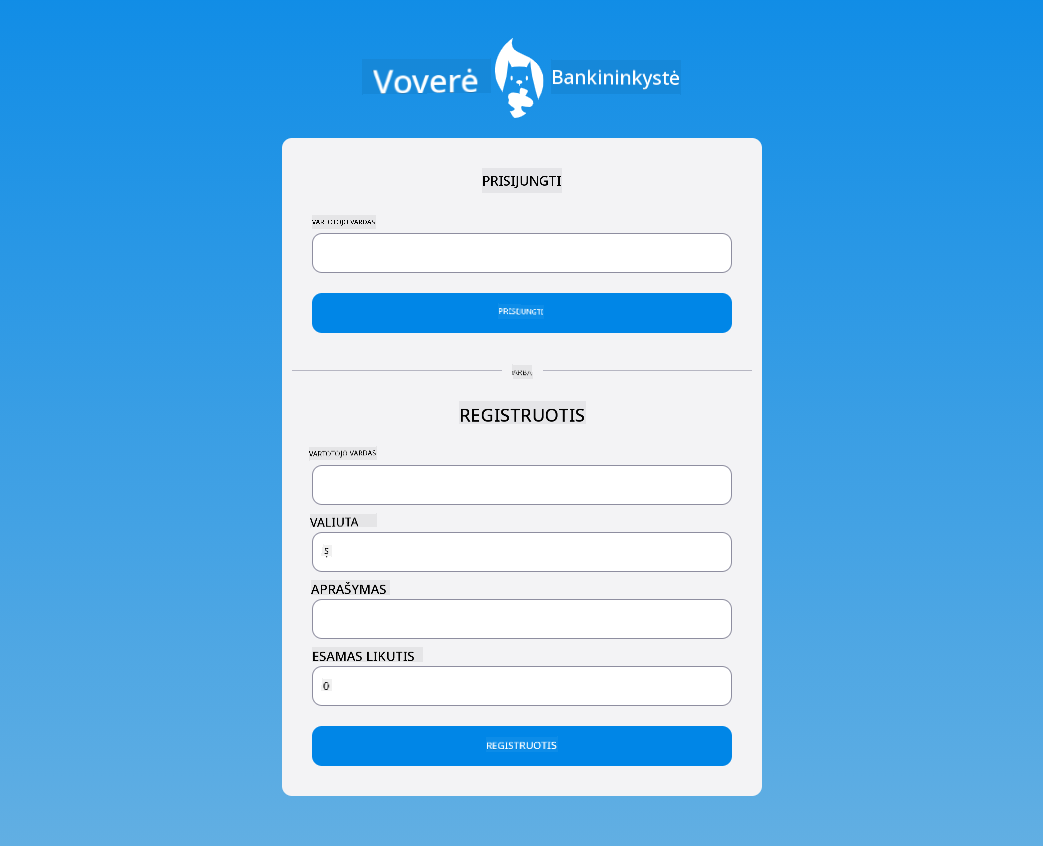 Voverė
Bankininkystė
PRISIJUNGTI
VARTOTOJO VARDAS
PRISIJUNGTI
ARBA
REGISTRUOTIS
VARTOTOJO VARDAS
VALIUTA
$
APRAŠYMAS
ESAMAS LIKUTIS
0
REGISTRUOTIS